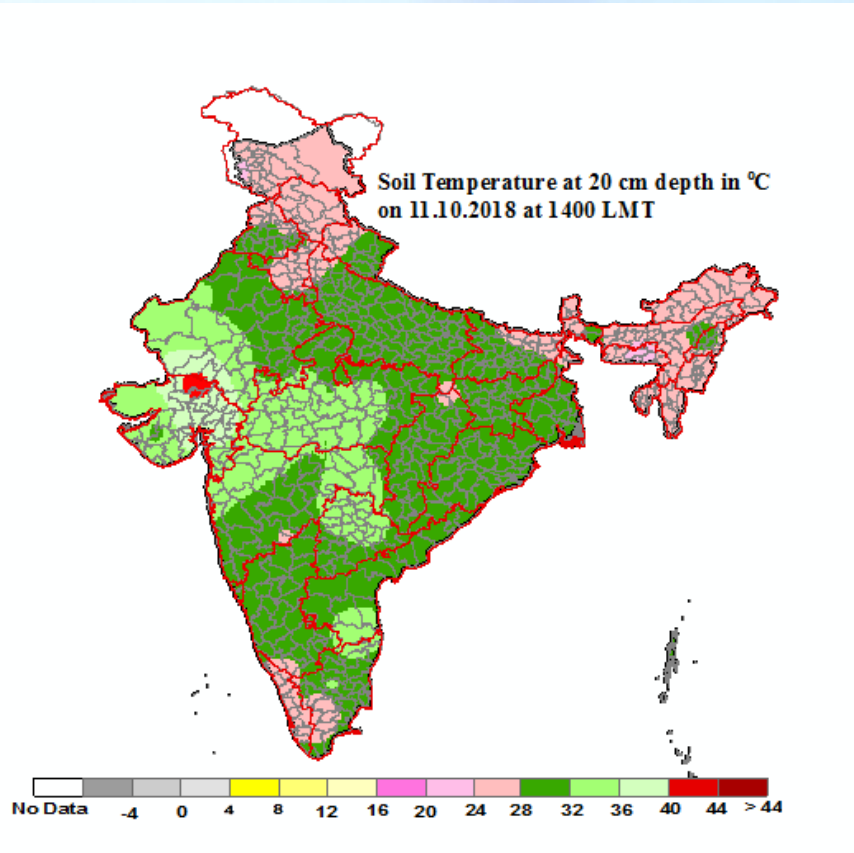 Soil Temperature at 20 cm depth in °C
on 11.10.2018 at 1400 LMT
No Data -4 0 4 8 12 16 20 24 28 32 36 40 44 > 44